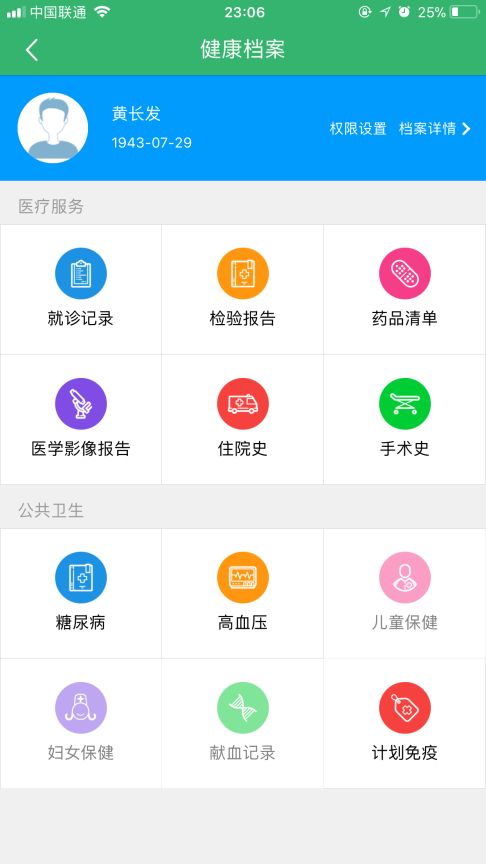 中国联通
23:06
25%
健康档案
黄长发
1943-07-29
权限设置 档案详情
医疗服务
就诊记录
检验报告
药品清单
医学影像报告
住院史
手术史
公共卫生
糖尿病
高血压
儿童保健
妇女保健
献血记录
计划免疫